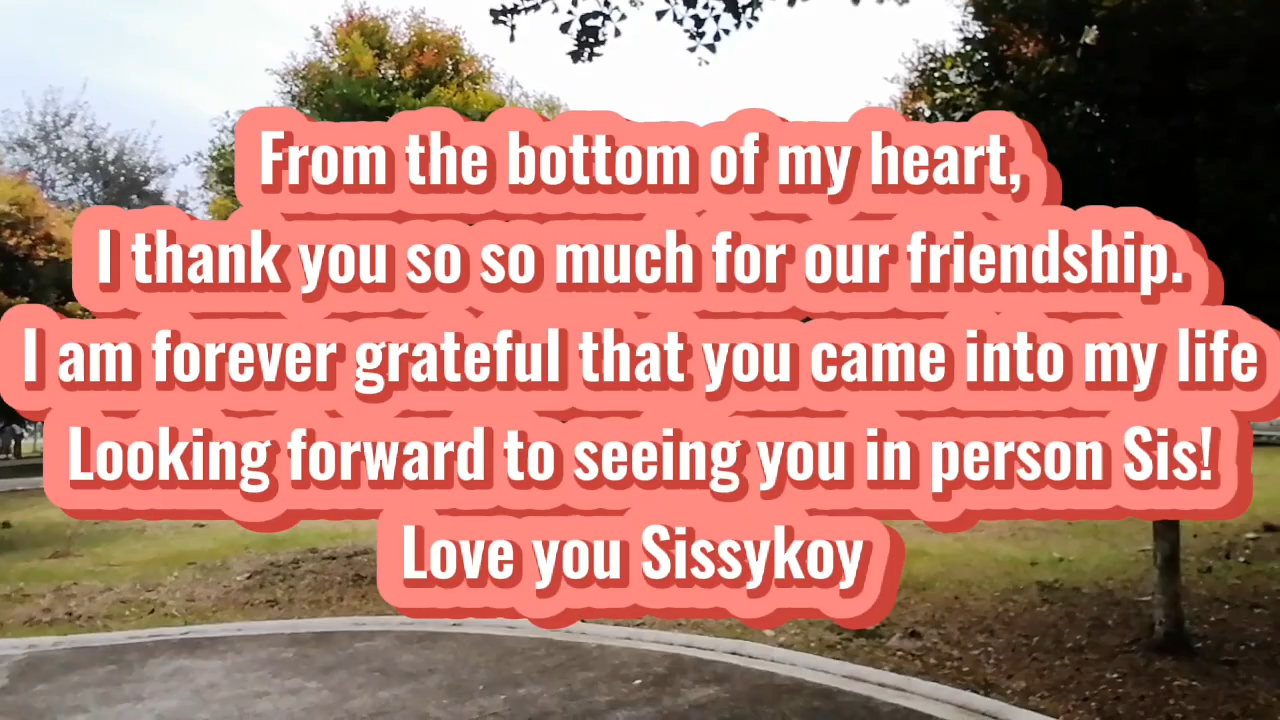 From the bottom of my heart,
I thank you so so much for our friendship.
I am forever grateful that you came into my life
Looking forward to seeing you in person Sis!
Love you Sissykoy